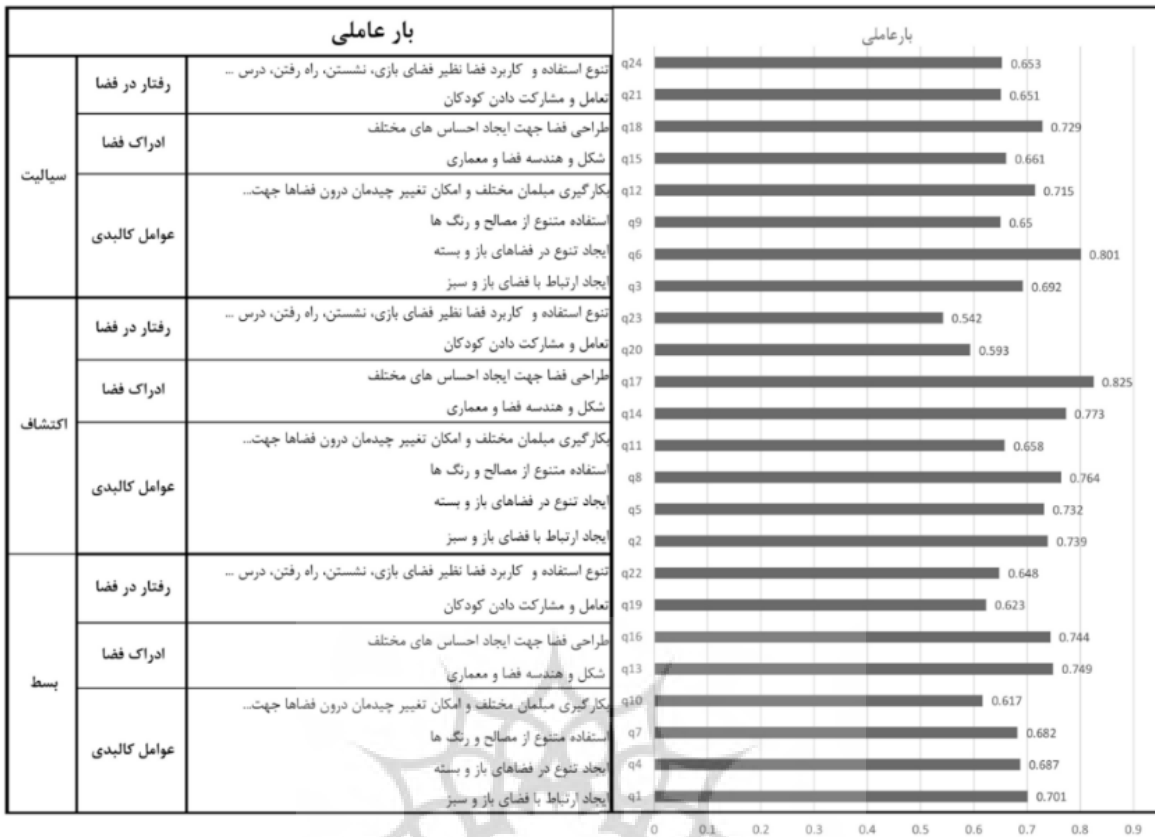 بار عاملی
بارعاملی
سیالیت
رفتار در فضا
تنوع استفاده و کاربرد فضا نظیر فضای بازی، نشستن، راه رفتن، درس ...
q24 0.653
تعامل و مشارکت دادن کودکان
q21 0.651
ادراک فضا
طراحی فضا جهت ایجاد احساس های مختلف
q18 0.729
شکل و هندسه فضا و معماری
q15 0.661
عوامل کالبدی
بکارگیری مبلمان مختلف و امکان تغییر چیدمان درون فضاها جهت...
q12 0.715
استفاده متنوع از مصالح و رنگ ها
q9 0.65
ایجاد تنوع در فضاهای باز و بسته
q6 0.801
ایجاد ارتباط با فضای باز و سبز
q3 0.692
اکتشاف
رفتار در فضا
تنوع استفاده و کاربرد فضا نظیر فضای بازی، نشستن، راه رفتن، درس ...
q23 0.542
تعامل و مشارکت دادن کودکان
q20 0.593
ادراک فضا
طراحی فضا جهت ایجاد احساس های مختلف
q17 0.825
شکل و هندسه فضا و معماری
q14 0.773
عوامل کالبدی
بکارگیری مبلمان مختلف و امکان تغییر چیدمان درون فضاها جهت...
q11 0.658
استفاده متنوع از مصالح و رنگ ها
q8 0.764
ایجاد تنوع در فضاهای باز و بسته
q5 0.732
ایجاد ارتباط با فضای باز و سبز
q2 0.739
بسط
رفتار در فضا
تنوع استفاده و کاربرد فضا نظیر فضای بازی، نشستن، راه رفتن، درس ...
q22 0.648
تعامل و مشارکت دادن کودکان
q19 0.623
ادراک فضا
طراحی فضا جهت ایجاد احساس های مختلف
q16 0.744
شکل و هندسه فضا و معماری
q13 0.749
عوامل کالبدی
بکارگیری مبلمان مختلف و امکان تغییر چیدمان درون فضاها جهت...
q10 0.617
استفاده متنوع از مصالح و رنگ ها
q7 0.682
ایجاد تنوع در فضاهای باز و بسته
q4 0.687
ایجاد ارتباط با فضای باز و سبز
q1 0.701
0 0.1 0.2 0.3 0.4 0.5 0.6 0.7 0.8 0.9